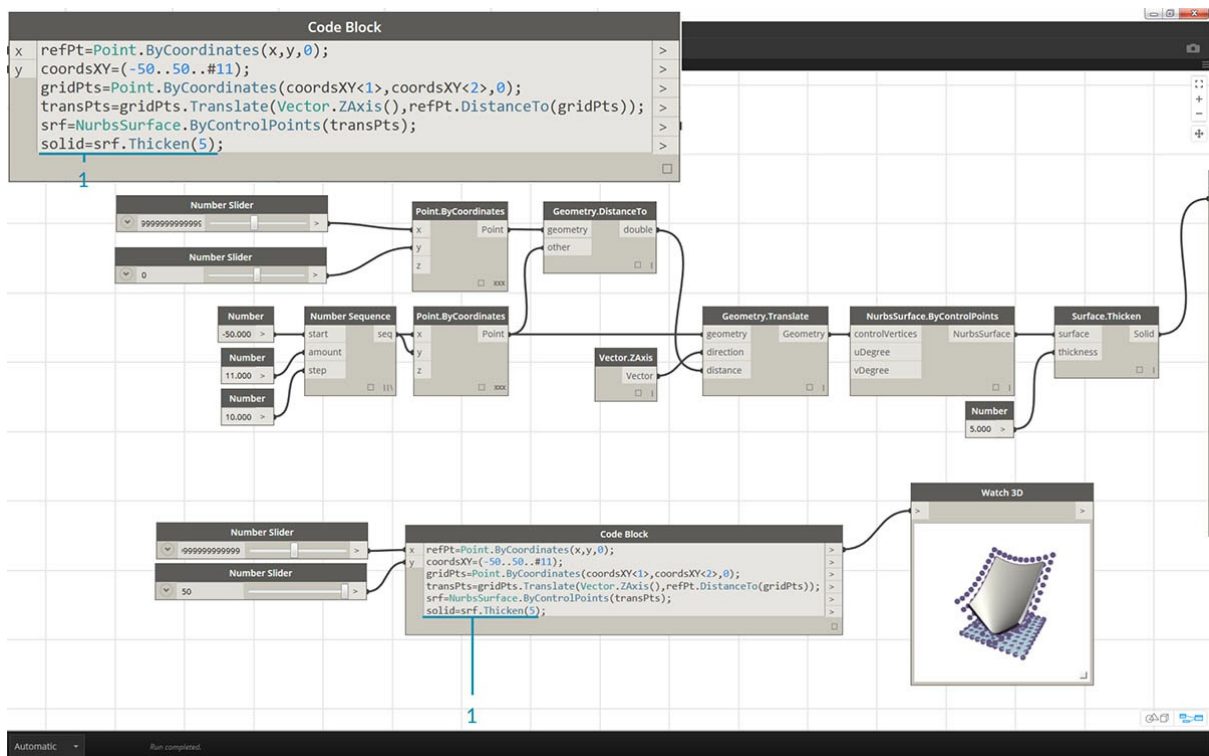 Code Block
x refPt=Point.ByCoordinates(x,y,0); >
y coordsXY=(-50..50..#11); >
gridPts=Point.ByCoordinates(coordsXY<1>,coordsXY<2>,0); >
transPts=gridPts.Translate(Vector.ZAxis(),refPt.DistanceTo(gridPts)); >
srf=NurbsSurface.ByControlPoints(transPts); >
solid=srf.Thicken(5); >
1
Number Slider
>
Number Slider
0 >
Point.ByCoordinates
x Point
y
z
xxx
Geometry.DistanceTo
geometry double
other
|
Number
-50.000 >
Number
11.000 >
Number
10.000 >
Number Sequence
start seq
amount
step
||\
Point.ByCoordinates
x Point
y
z
xxx
Vector.ZAxis
Vector
|
Geometry.Translate
geometry Geometry
direction
distance
|
NurbsSurface.ByControlPoints
controlVertices NurbsSurface
uDegree
vDegree
|
Surface.Thicken
surface Solid
thickness
|
Number
5.000 >
Number Slider
>
Number Slider
50 >
Code Block
x refPt=Point.ByCoordinates(x,y,0); >
y coordsXY=(-50..50..#11); >
gridPts=Point.ByCoordinates(coordsXY<1>,coordsXY<2>,0); >
transPts=gridPts.Translate(Vector.ZAxis(),refPt.DistanceTo(gridPts)); >
srf=NurbsSurface.ByControlPoints(transPts); >
solid=srf.Thicken(5); >
1
Watch 3D
> >
Automatic
Run completed.